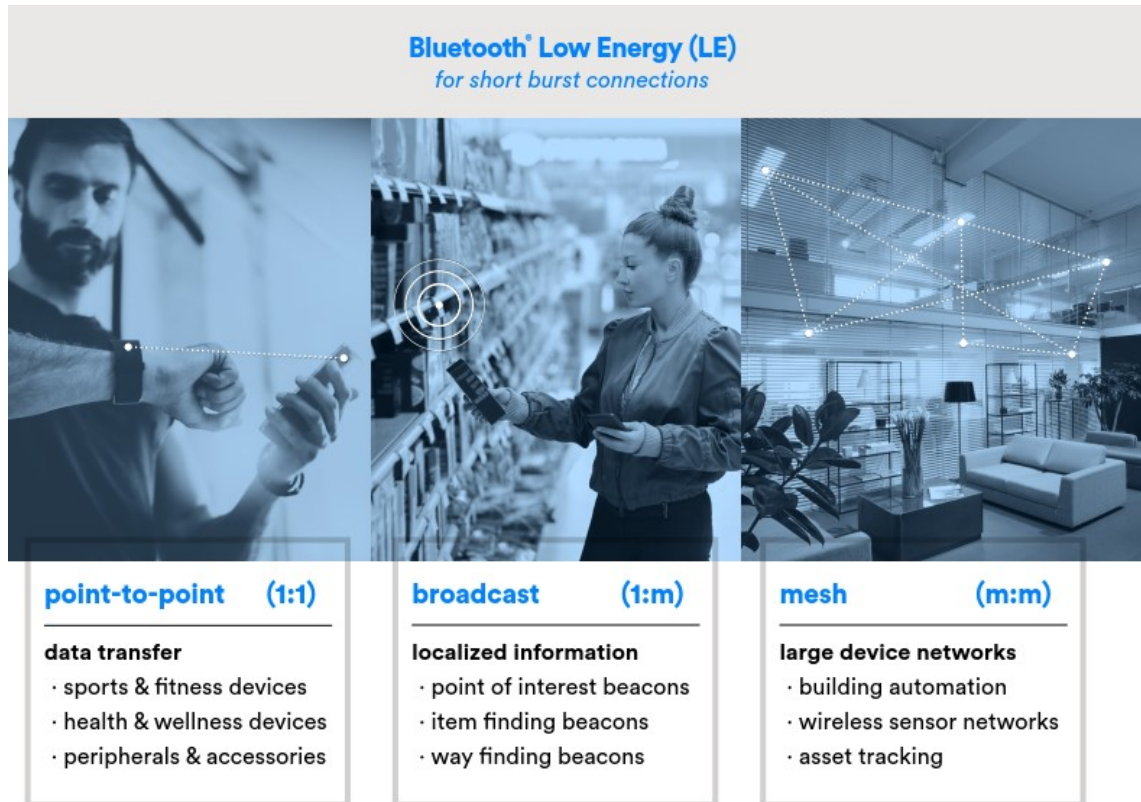 Bluetooth® Low Energy (LE)
for short burst connections
point-to-point (1:1)
data transfer
· sports & fitness devices
· health & wellness devices
· peripherals & accessories
broadcast (1:m)
localized information
· point of interest beacons
· item finding beacons
· way finding beacons
mesh (m:m)
large device networks
· building automation
· wireless sensor networks
· asset tracking